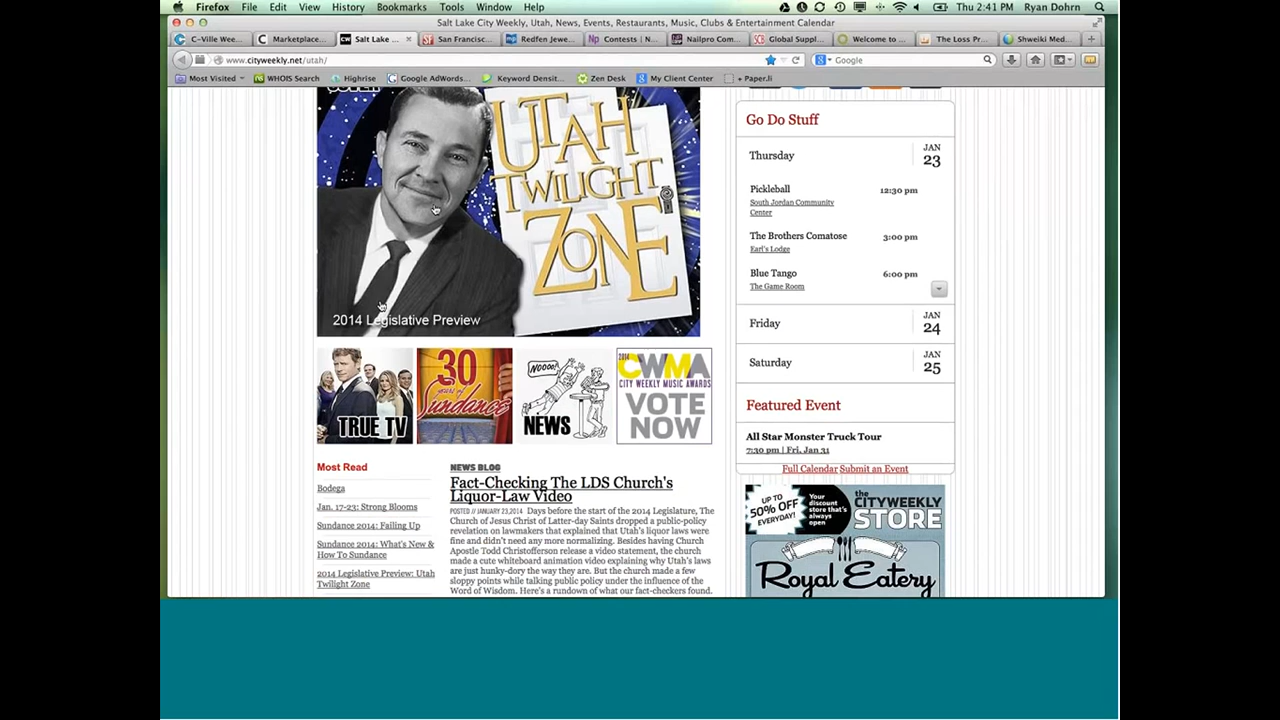 Firefox File Edit View History Bookmarks Tools Window Help Thu 2:41 PM Ryan Dohrn
Salt Lake City Weekly, Utah, News, Events, Restaurants, Music, Clubs & Entertainment Calendar
C-Ville Wee... Marketplace... Salt Lake ... San Francisc... Redfen Jewe... Contests | N... Nailpro Com... Global Suppl... Welcome to ... The Loss Pr... Shweiki Med...
www.cityweekly.net/utah/ Google
Most Visited WHOIS Search Highrise Google AdWords... Keyword Densit... Zen Desk My Client Center + Paper.li
UTAH
TWILIGHT
ZONE
2014 Legislative Preview
TRUE TV
30
years of
Sundance
NOOOO!
NEWS
2014
CWMA
CITY WEEKLY MUSIC AWARDS
VOTE
NOW
Most Read
Bodega
Jan. 17-23: Strong Blooms
Sundance 2014: Failing Up
Sundance 2014: What's New &
How To Sundance
2014 Legislative Preview: Utah
Twilight Zone
NEWS BLOG
Fact-Checking The LDS Church's
Liquor-Law Video
POSTED // JANUARY 23,2014 Days before the start of the 2014 Legislature, The
Church of Jesus Christ of Latter-day Saints dropped a public-policy
revelation on lawmakers that explained that Utah's liquor laws were
fine and didn't need any more normalizing. Besides having Church
Apostle Todd Christofferson release a video statement, the church
made a cute whiteboard animation video explaining why Utah's laws
are just hunky-dory the way they are. But the church made a few
sloppy points while talking public policy under the influence of the
Word of Wisdom. Here's a rundown of what our fact-checkers found.
Go Do Stuff
Thursday JAN 23
Pickleball 12:30 pm
South Jordan Community
Center
The Brothers Comatose 3:00 pm
Earl's Lodge
Blue Tango 6:00 pm
The Game Room
Friday JAN 24
Saturday JAN 25
Featured Event
All Star Monster Truck Tour
7:30 pm | Fri, Jan 31
Full Calendar Submit an Event
UP TO
50% OFF
EVERYDAY!
Your
discount
store that's
always
open
the
CITYWEEKLY
STORE
Royal Eatery